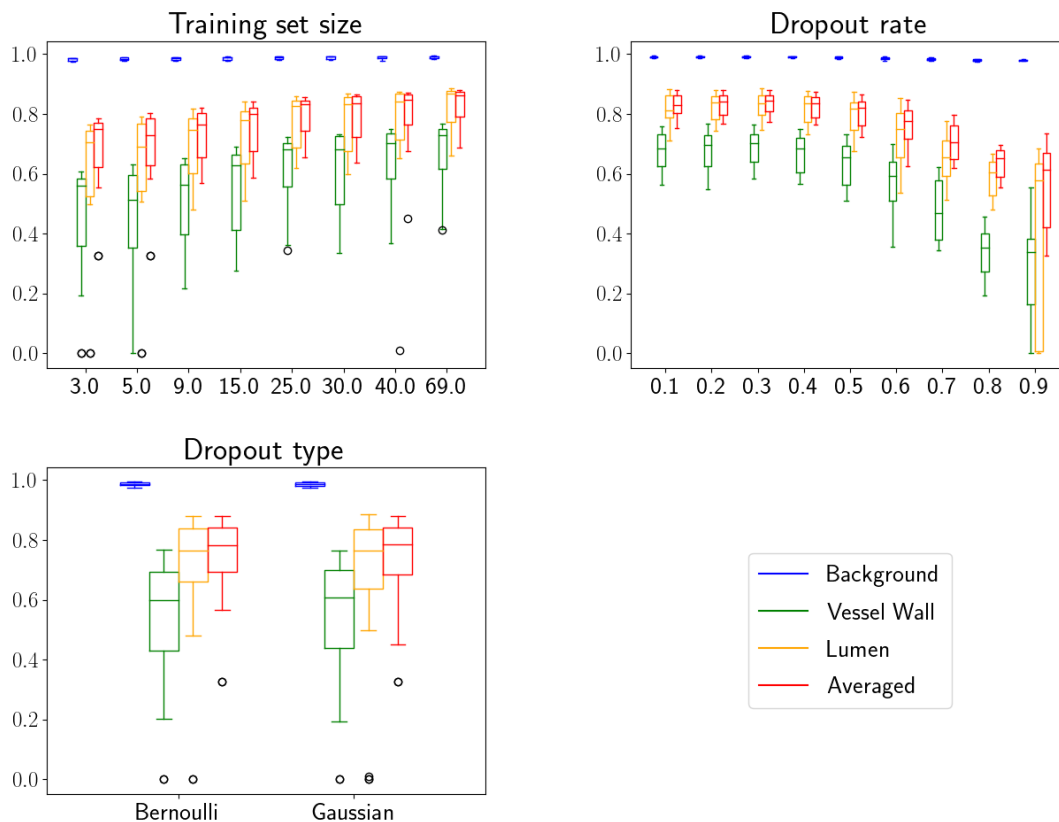 Training set size
1.0
0.8
0.6
0.4
0.2
0.0
3.0 5.0 9.0 15.0 25.0 30.0 40.0 69.0
Dropout rate
1.0
0.8
0.6
0.4
0.2
0.0
0.1 0.2 0.3 0.4 0.5 0.6 0.7 0.8 0.9
Dropout type
1.0
0.8
0.6
0.4
0.2
0.0
Bernoulli Gaussian
Background
Vessel Wall
Lumen
Averaged